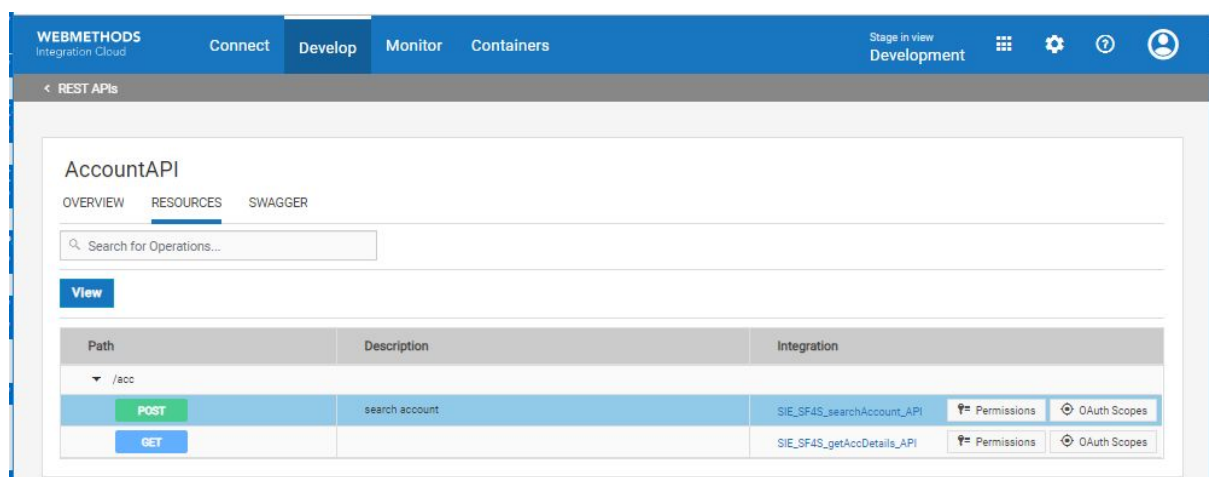 WEBMETHODS
Integration Cloud
Connect Develop Monitor Containers
Stage in view
Development
< REST APIs
AccountAPI
OVERVIEW RESOURCES SWAGGER
Search for Operations...
View
Path Description Integration
/acc
POST search account SIE_SF4S_searchAccount_API Permissions OAuth Scopes
GET SIE_SF4S_getAccDetails_API Permissions OAuth Scopes